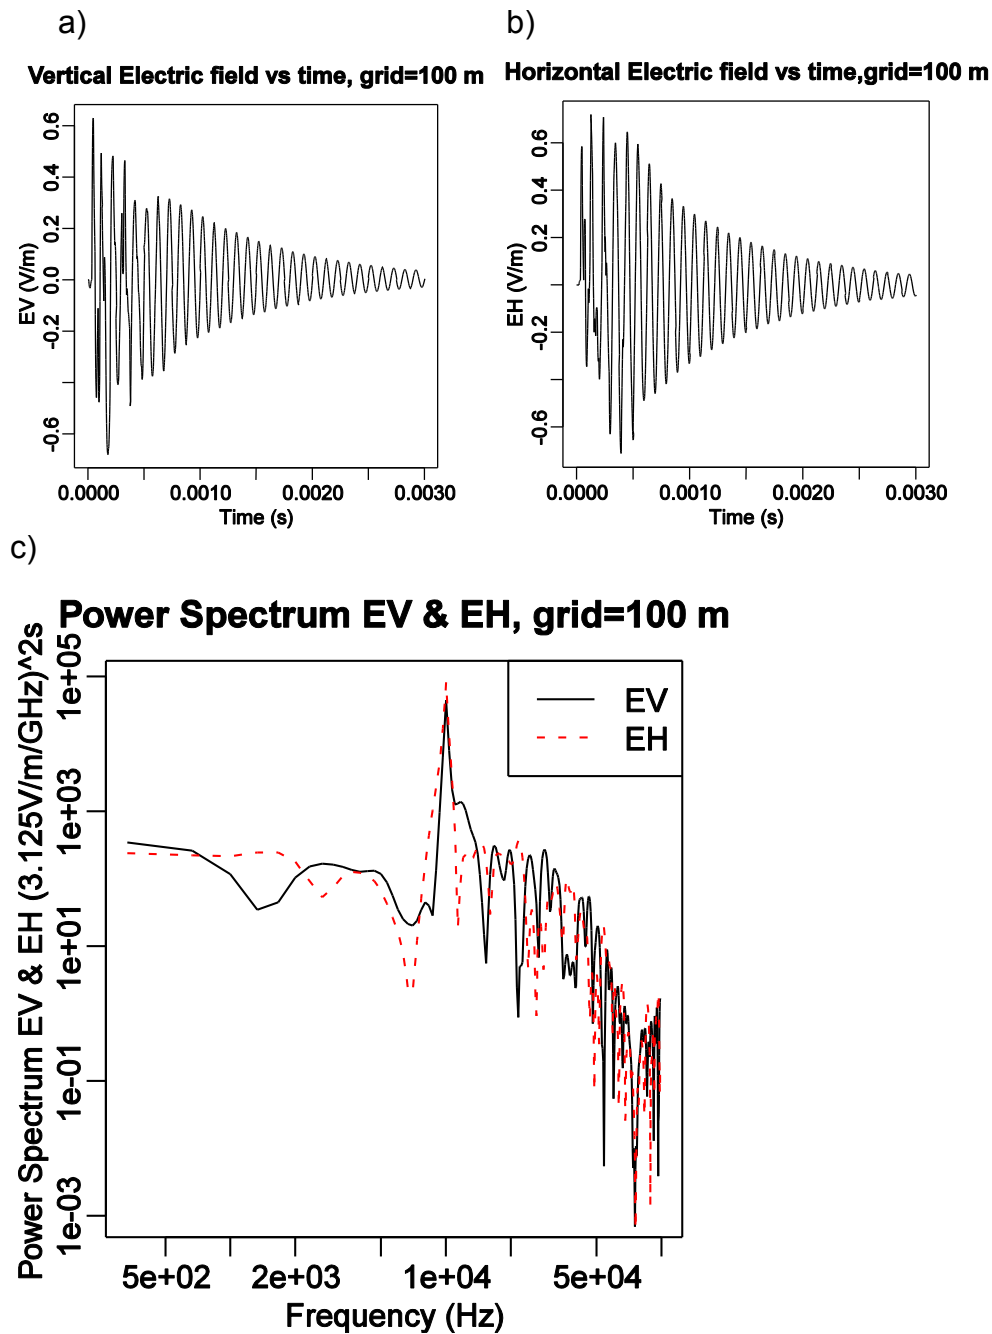 a)
b)
Vertical Electric field vs time, grid=100 m
Horizontal Electric field vs time,grid=100 m
EV (V/m)
0.6
0.4
0.2
0.0
-0.2
-0.6
0.0000 0.0010 0.0020 0.0030
Time (s)
EH (V/m)
0.6
0.4
0.2
-0.2
-0.6
0.0000 0.0010 0.0020 0.0030
Time (s)
c)
Power Spectrum EV & EH, grid=100 m
Power Spectrum EV & EH (3.125V/m/GHz)^2s
1e+05
1e+03
1e+01
1e-01
1e-03
EV
EH
5e+02 2e+03 1e+04 5e+04
Frequency (Hz)